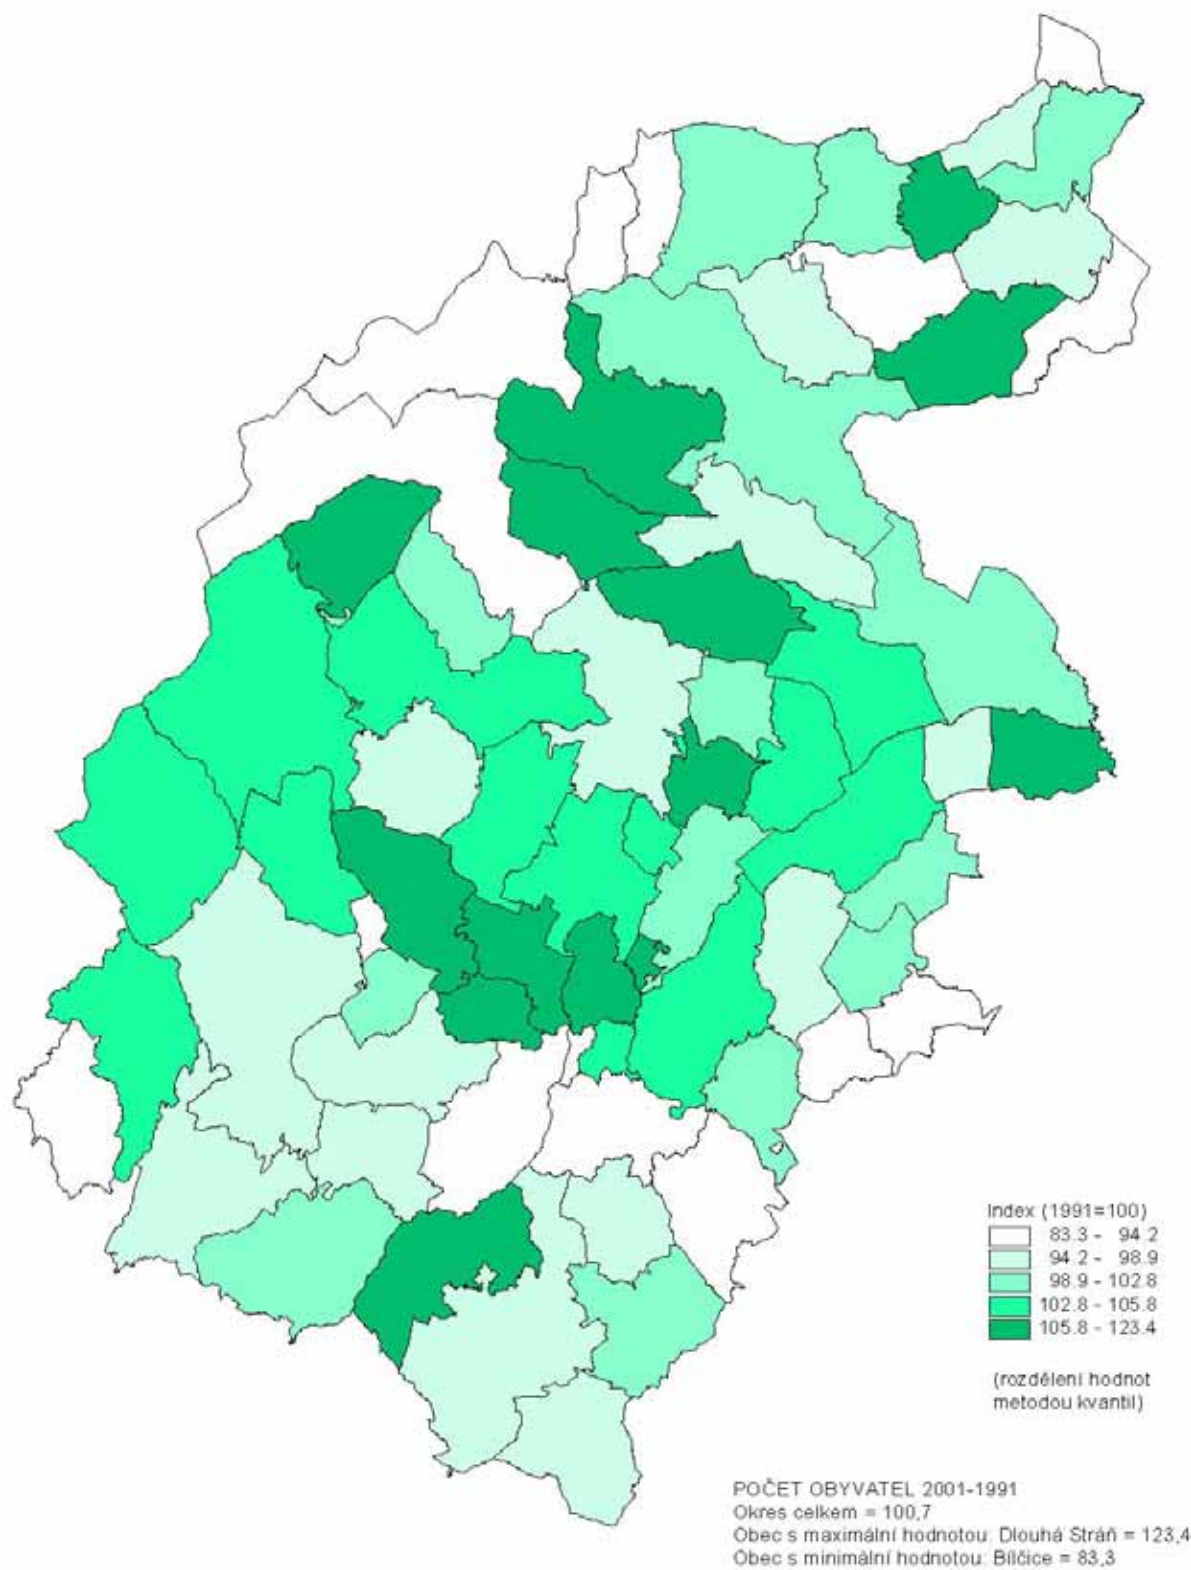 Index (1991=100)
83.3 - 94.2
94.2 - 98.9
98.9 - 102.8
102.8 - 105.8
105.8 - 123.4
(rozdělení hodnot
metodou kvantil)
POČET OBYVATEL 2001-1991
Okres celkem = 100,7
Obec s maximální hodnotou: Dlouhá Stráň = 123,4
Obec s minimální hodnotou: Bílčice = 83,3